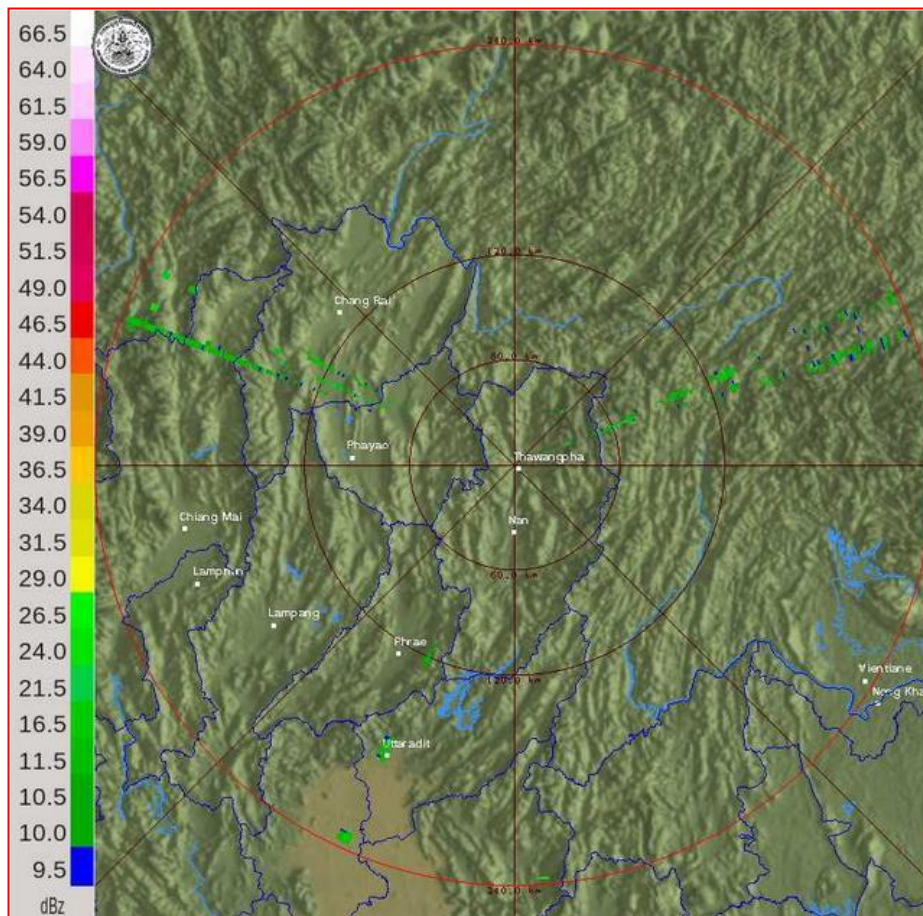 66.5
64.0
61.5
59.0
56.5
54.0
51.5
49.0
46.5
44.0
41.5
39.0
36.5
34.0
31.5
29.0
26.5
24.0
21.5
16.5
11.5
10.5
10.0
9.5
dBz
240.0 km
120.0 km
Chang Rai
60.0 km
Phayao
Thawangpha
Chiang Mai
Nan
60.0 km
Lamphun
Lampang
Phrae
120.0 km
Vientiane
Nong Kha
Uttaradit
240.0 km